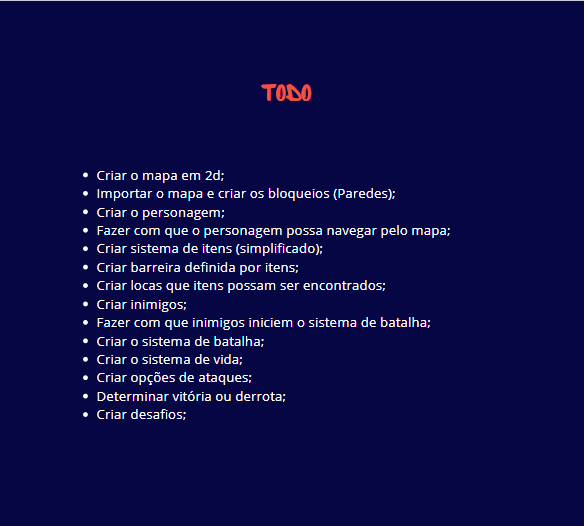 TODO
• Criar o mapa em 2d;
• Importar o mapa e criar os bloqueios (Paredes);
• Criar o personagem;
• Fazer com que o personagem possa navegar pelo mapa;
• Criar sistema de itens (simplificado);
• Criar barreira definida por itens;
• Criar locas que itens possam ser encontrados;
• Criar inimigos;
• Fazer com que inimigos iniciem o sistema de batalha;
• Criar o sistema de batalha;
• Criar o sistema de vida;
• Criar opções de ataques;
• Determinar vitória ou derrota;
• Criar desafios;